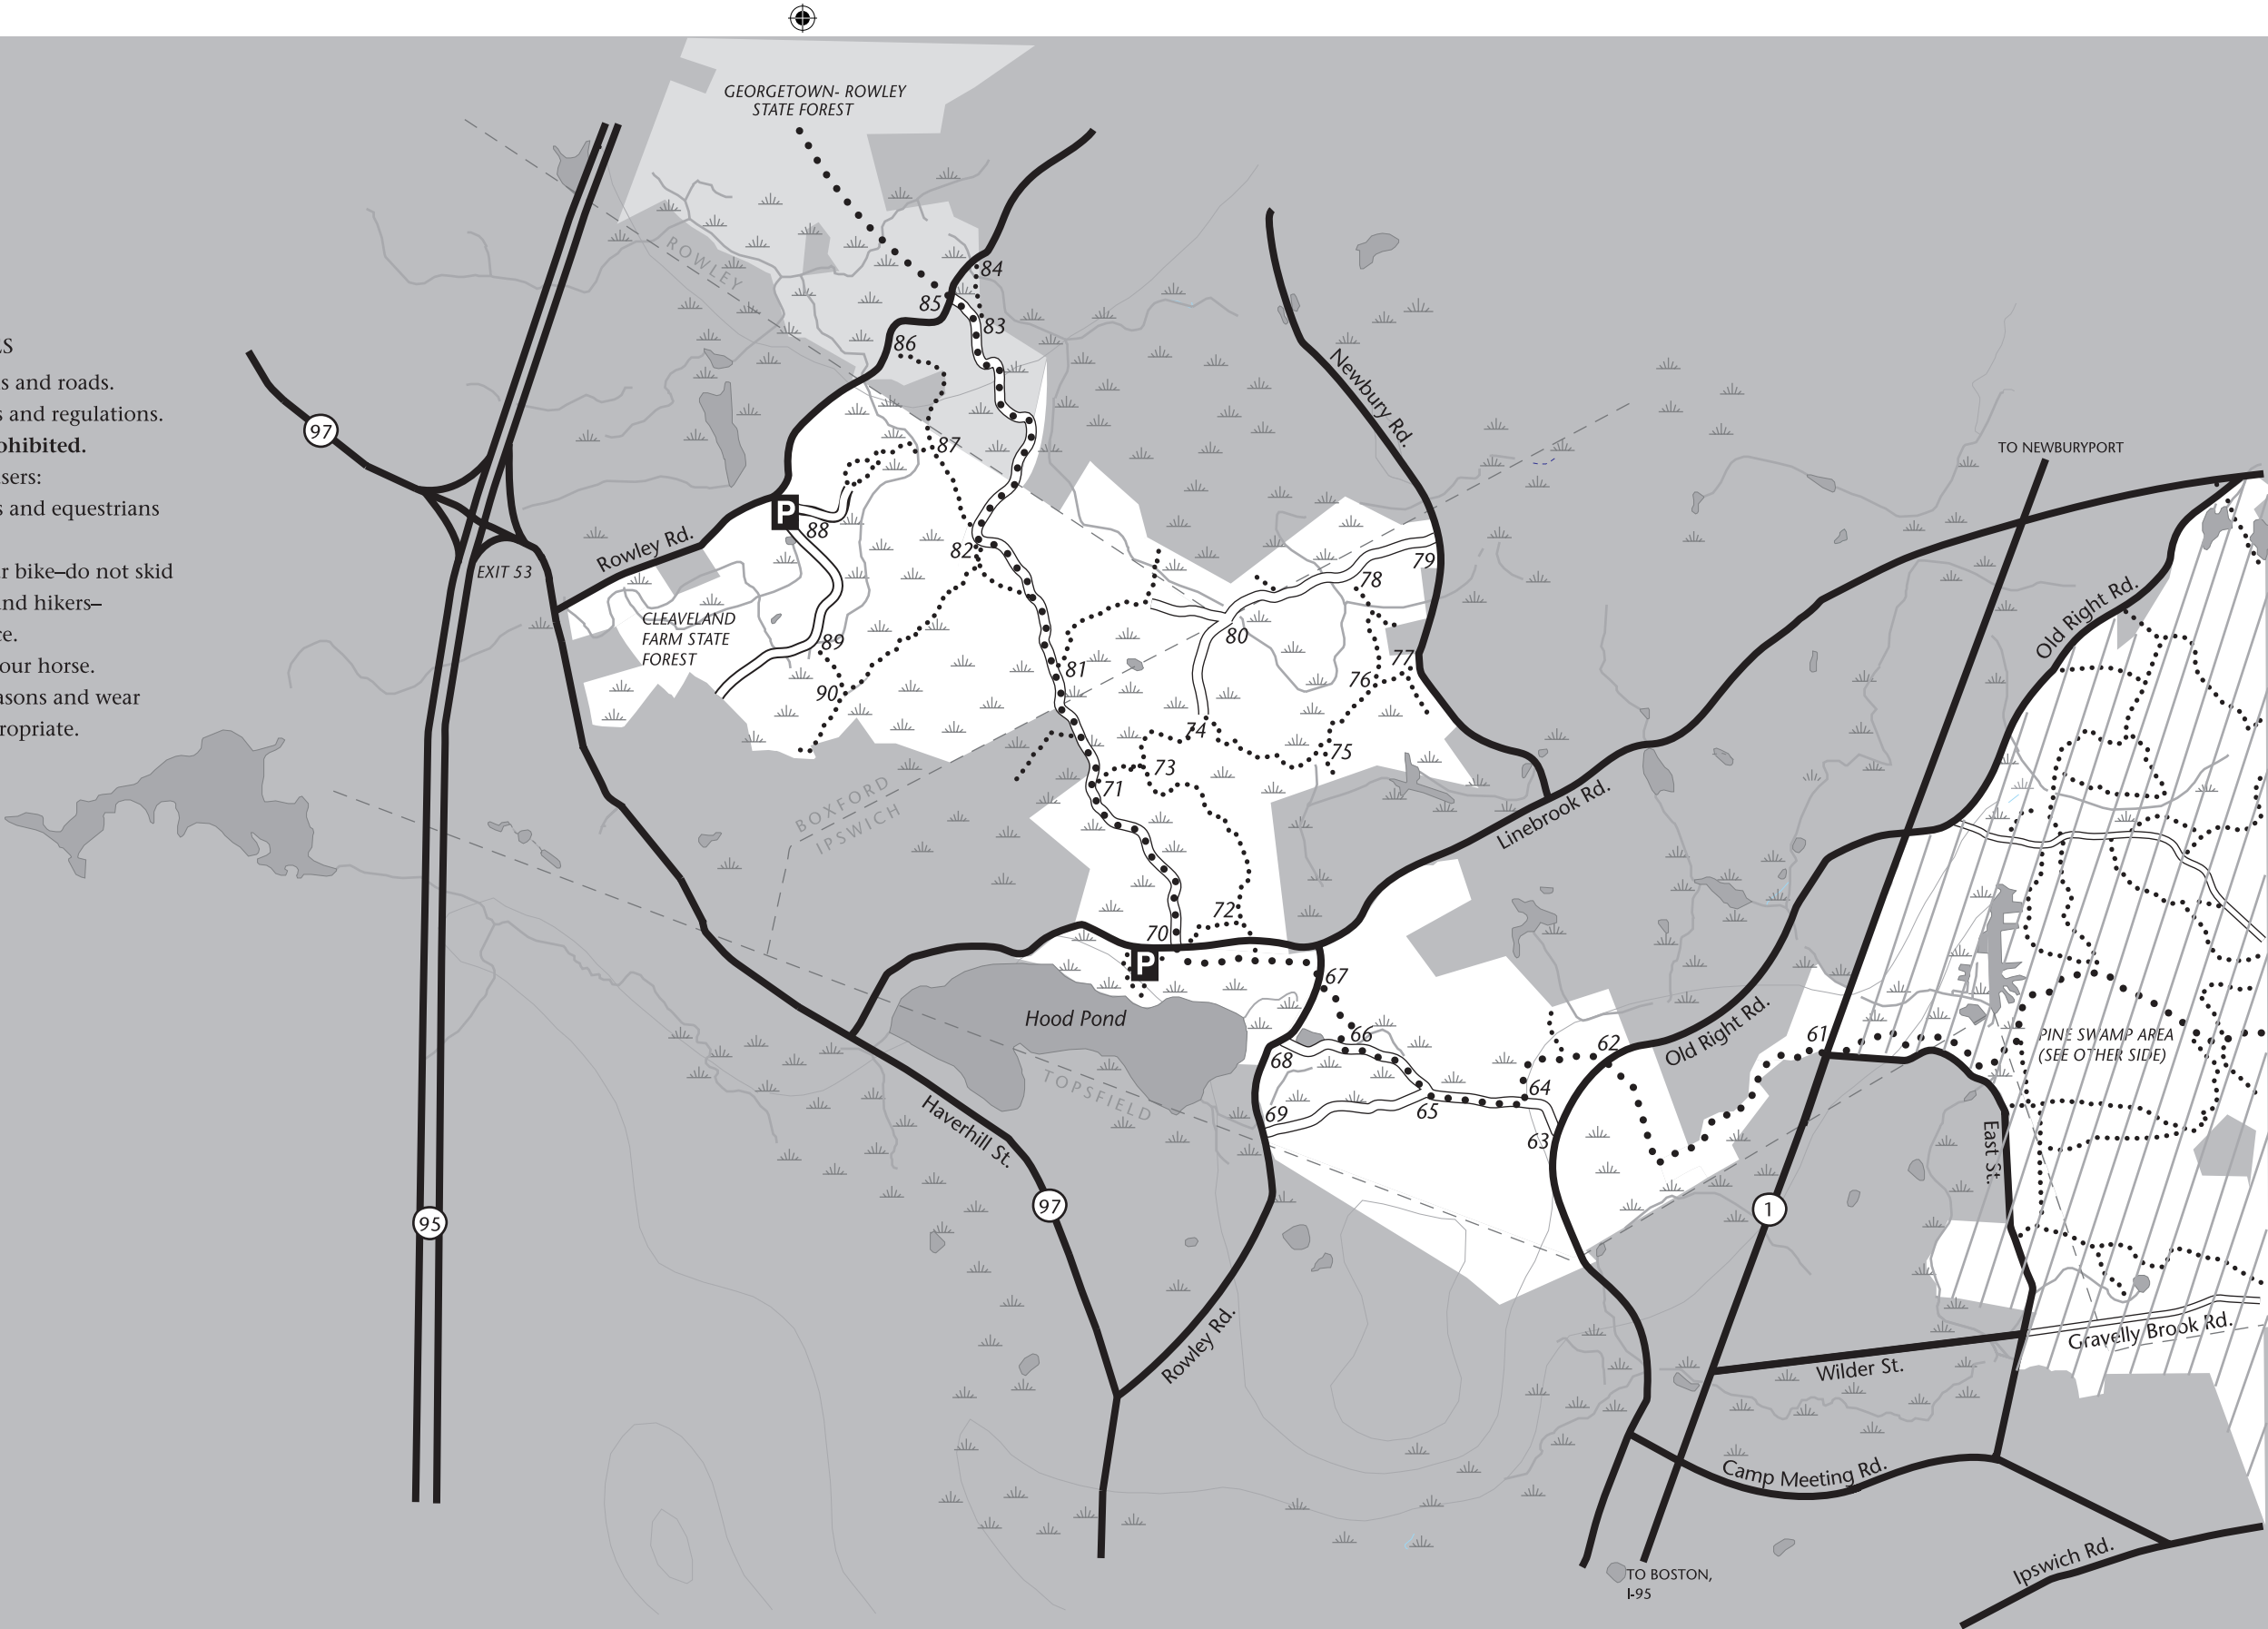 ES
s and roads.
s and regulations.
ohibited.
sers:
s and equestrians
r bike–do not skid
nd hikers–
ce.
our horse.
asons and wear
propriate.
GEORGETOWN- ROWLEY
STATE FOREST
ROWLEY
84
85
83
86
97
Newbury Rd.
87
TO NEWBURYPORT
P
88
Rowley Rd.
82
79
EXIT 53
78
Old Right Rd.
CLEAVELAND
FARM STATE
FOREST
80
89
81
77
76
90
74
75
73
71
BOXFORD
IPSWICH
Linebrook Rd.
72
70
P
67
Hood Pond
66
62
Old Right Rd.
61
PINE SWAMP AREA
(SEE OTHER SIDE)
68
TOPSFIELD
64
69
65
63
Haverhill St.
East St.
97
1
95
Rowley Rd.
Gravelly Brook Rd.
Wilder St.
Camp Meeting Rd.
Ipswich Rd.
TO BOSTON,
I-95